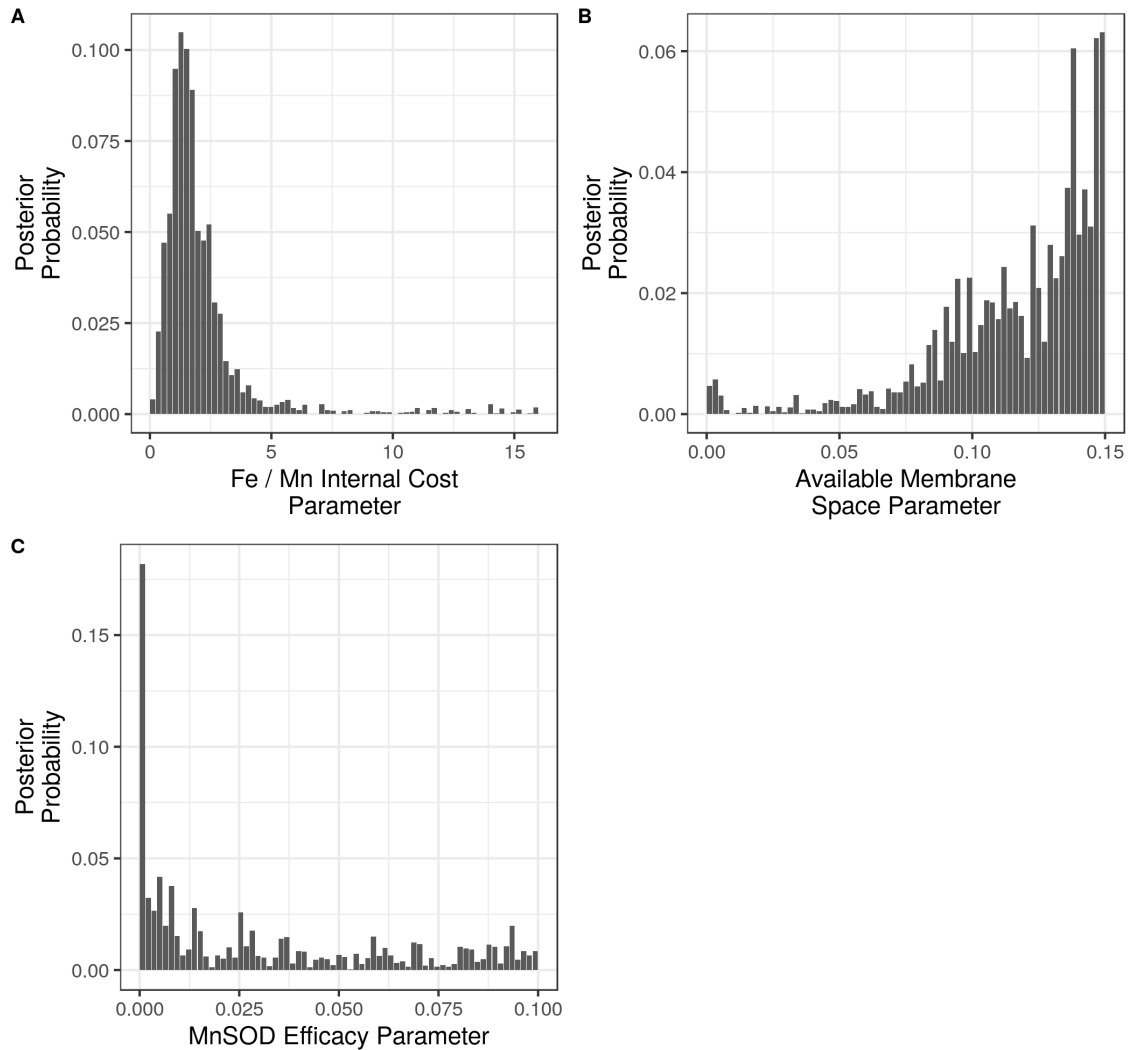 A
Posterior
Probability
0.100
0.075
0.050
0.025
0.000
0 5 10 15
Fe / Mn Internal Cost
Parameter
B
Posterior
Probability
0.06
0.04
0.02
0.00
0.00 0.05 0.10 0.15
Available Membrane
Space Parameter
C
Posterior
Probability
0.15
0.10
0.05
0.00
0.000 0.025 0.050 0.075 0.100
MnSOD Efficacy Parameter